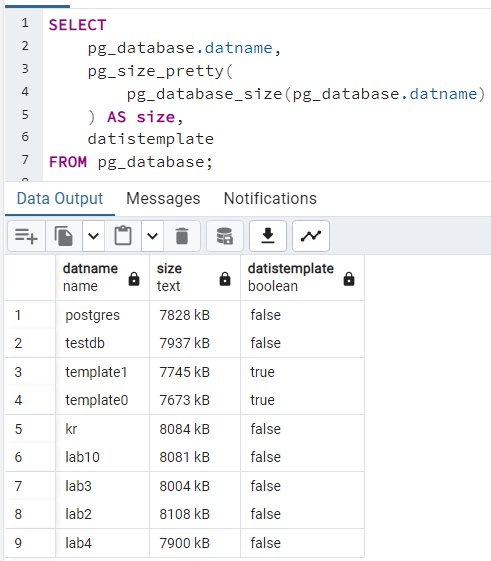 1 SELECT
2 pg_database.datname,
3 pg_size_pretty(
4 pg_database_size(pg_database.datname)
5 ) AS size,
6 datistemplate
7 FROM pg_database;
Data Output Messages Notifications
datname size datistemplate
name text boolean
1 postgres 7828 kB false
2 testdb 7937 kB false
3 template1 7745 kB true
4 template0 7673 kB true
5 kr 8084 kB false
6 lab10 8081 kB false
7 lab3 8004 kB false
8 lab2 8108 kB false
9 lab4 7900 kB false